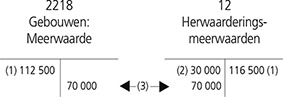 2218
Gebouwen:
Meerwaarde
12
Herwaarderings-
meerwaarden
(1) 112 500
70 000
(3)
(2) 30 000 116 500 (1)
70 000